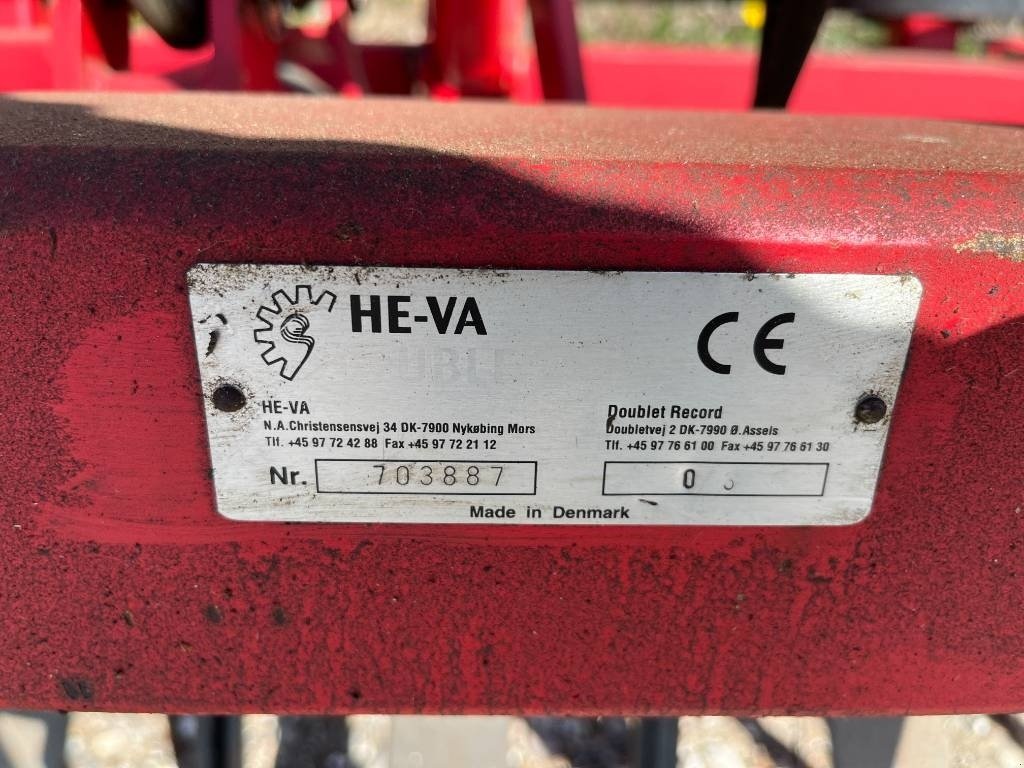 HE-VA
CE
HE-VA
N.A.Christensensvej 34 DK-7900 Nykøbing Mors
Tlf. +45 97 72 42 88 Fax +45 97 72 21 12
Doublet Record
Doubletvej 2 DK-7990 Ø.Assels
Tlf. +45 97 76 61 00 Fax +45 97 76 61 30
Nr. 703887
0
Made in Denmark